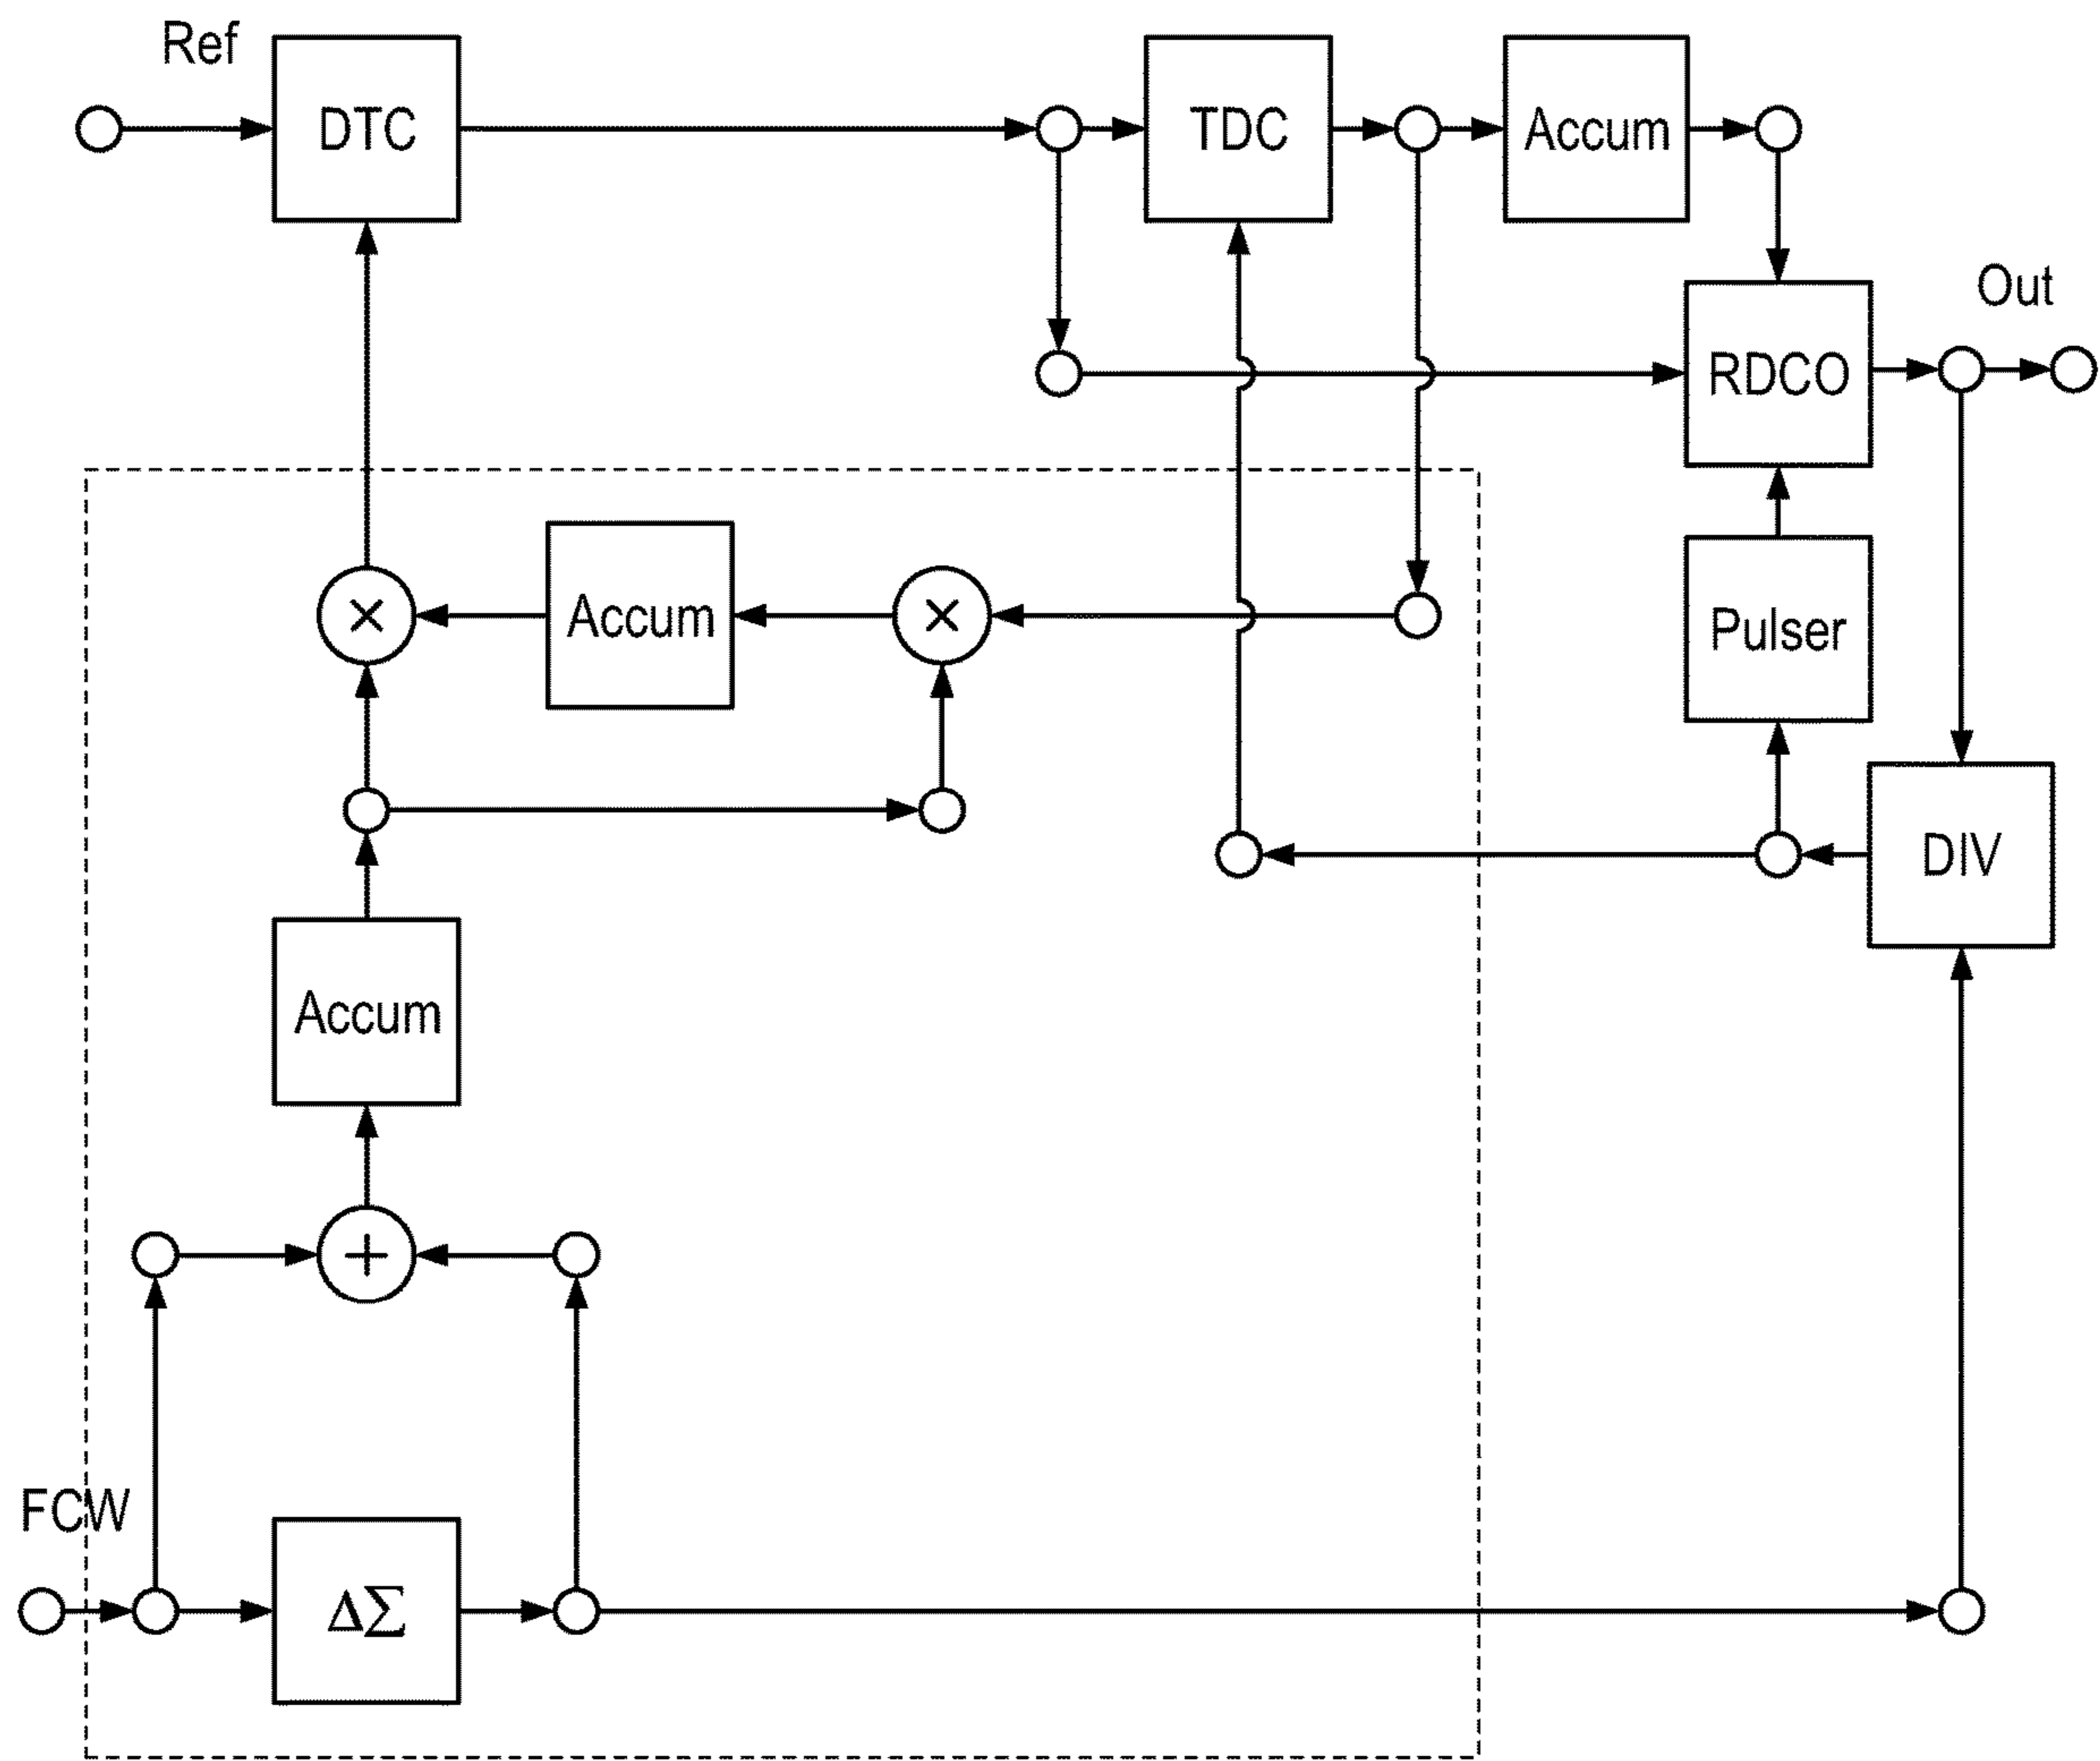 Ref
DTC
TDC
Accum
Out
RDCO
×
Accum
×
Pulser
DIV
Accum
+
FCW
ΔΣ